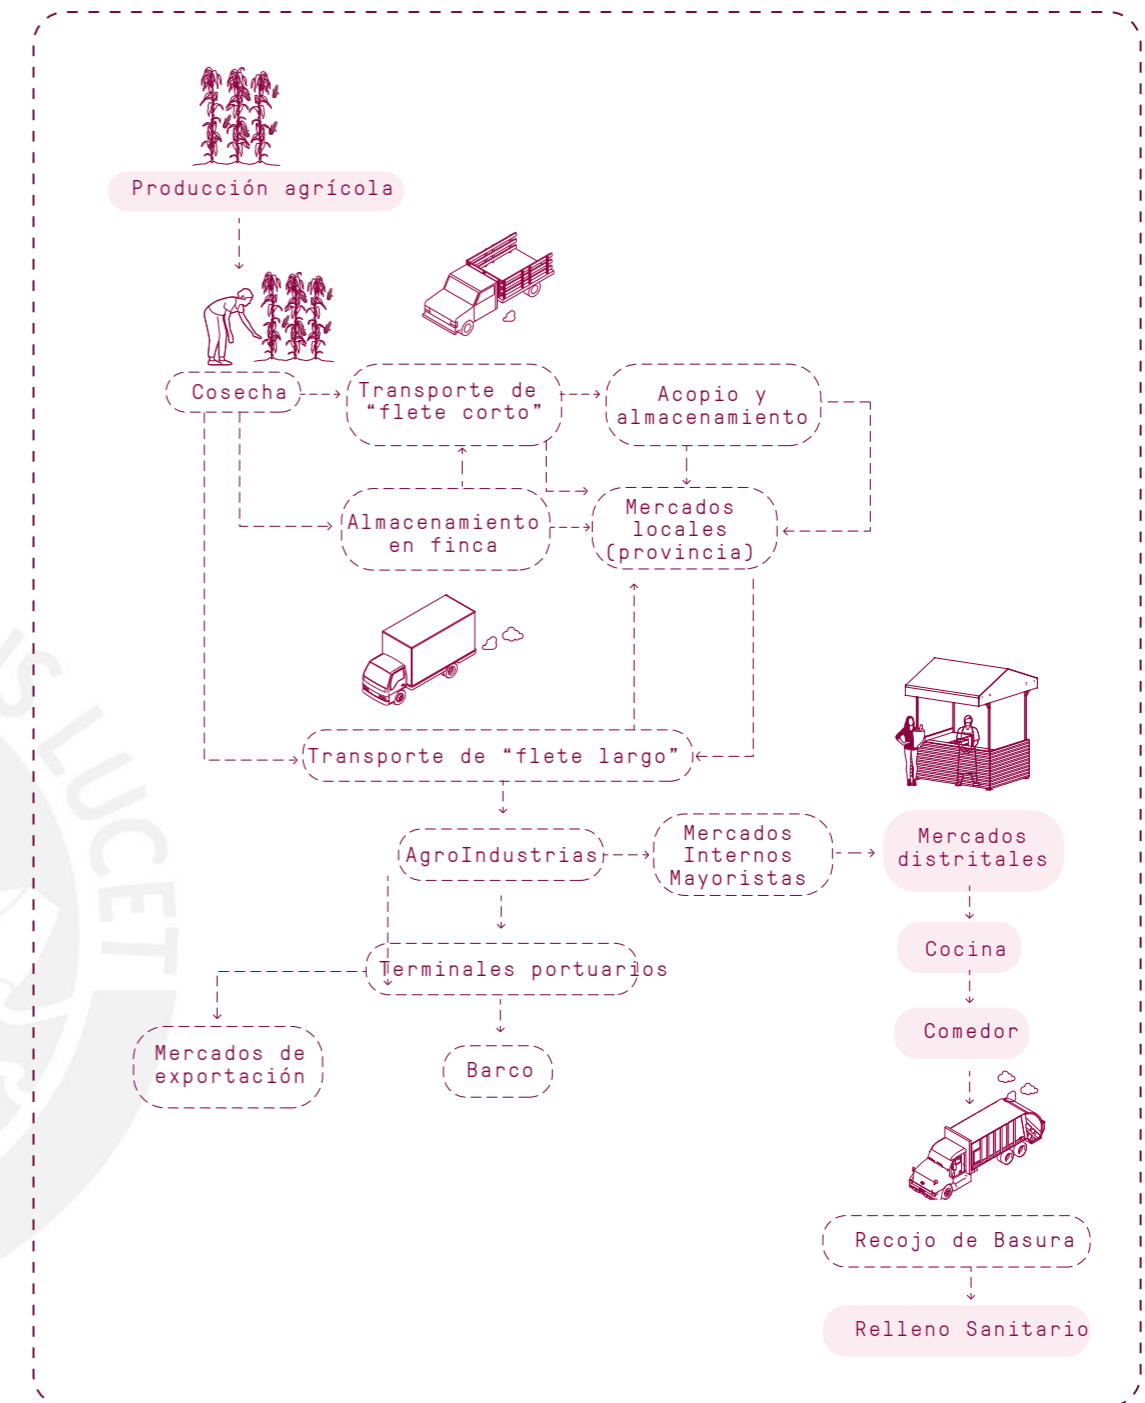 Producción agrícola
Cosecha
Transporte de
“flete corto”
Acopio y
almacenamiento
Almacenamiento
en finca
Mercados
locales
(provincia)
Transporte de “flete largo”
AgroIndustrias
Mercados
Internos
Mayoristas
Mercados
distritales
Cocina
Terminales portuarios
Comedor
Mercados de
exportación
Barco
Recojo de Basura
Relleno Sanitario
LUCET